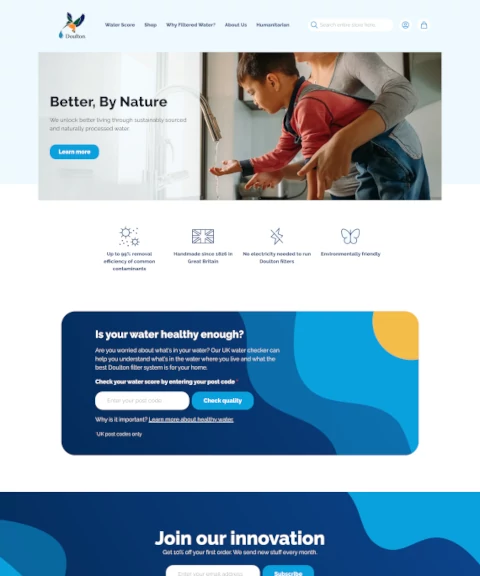 Doulton
Water Score
Shop
Why Filtered Water?
About Us
Humanitarian
Search entire store here...
Better, By Nature
We unlock better living through sustainably sourced
and naturally processed water.
Learn more
Up to 99% removal
efficiency of common
contaminants
Handmade since 1826 in
Great Britain
No electricity needed to run
Doulton filters
Environmentally friendly
Is your water healthy enough?
Are you worried about what's in your water? Our UK water checker can
help you understand what's in the water where you live and what the
best Doulton filter system is for your home.
Check your water score by entering your post code
Enter your post code
Check quality
Why is it important? Learn more about healthy water.
*UK post codes only
Join our innovation
Get 10% off your first order. We send new stuff every month.
Enter your email address
Subscribe